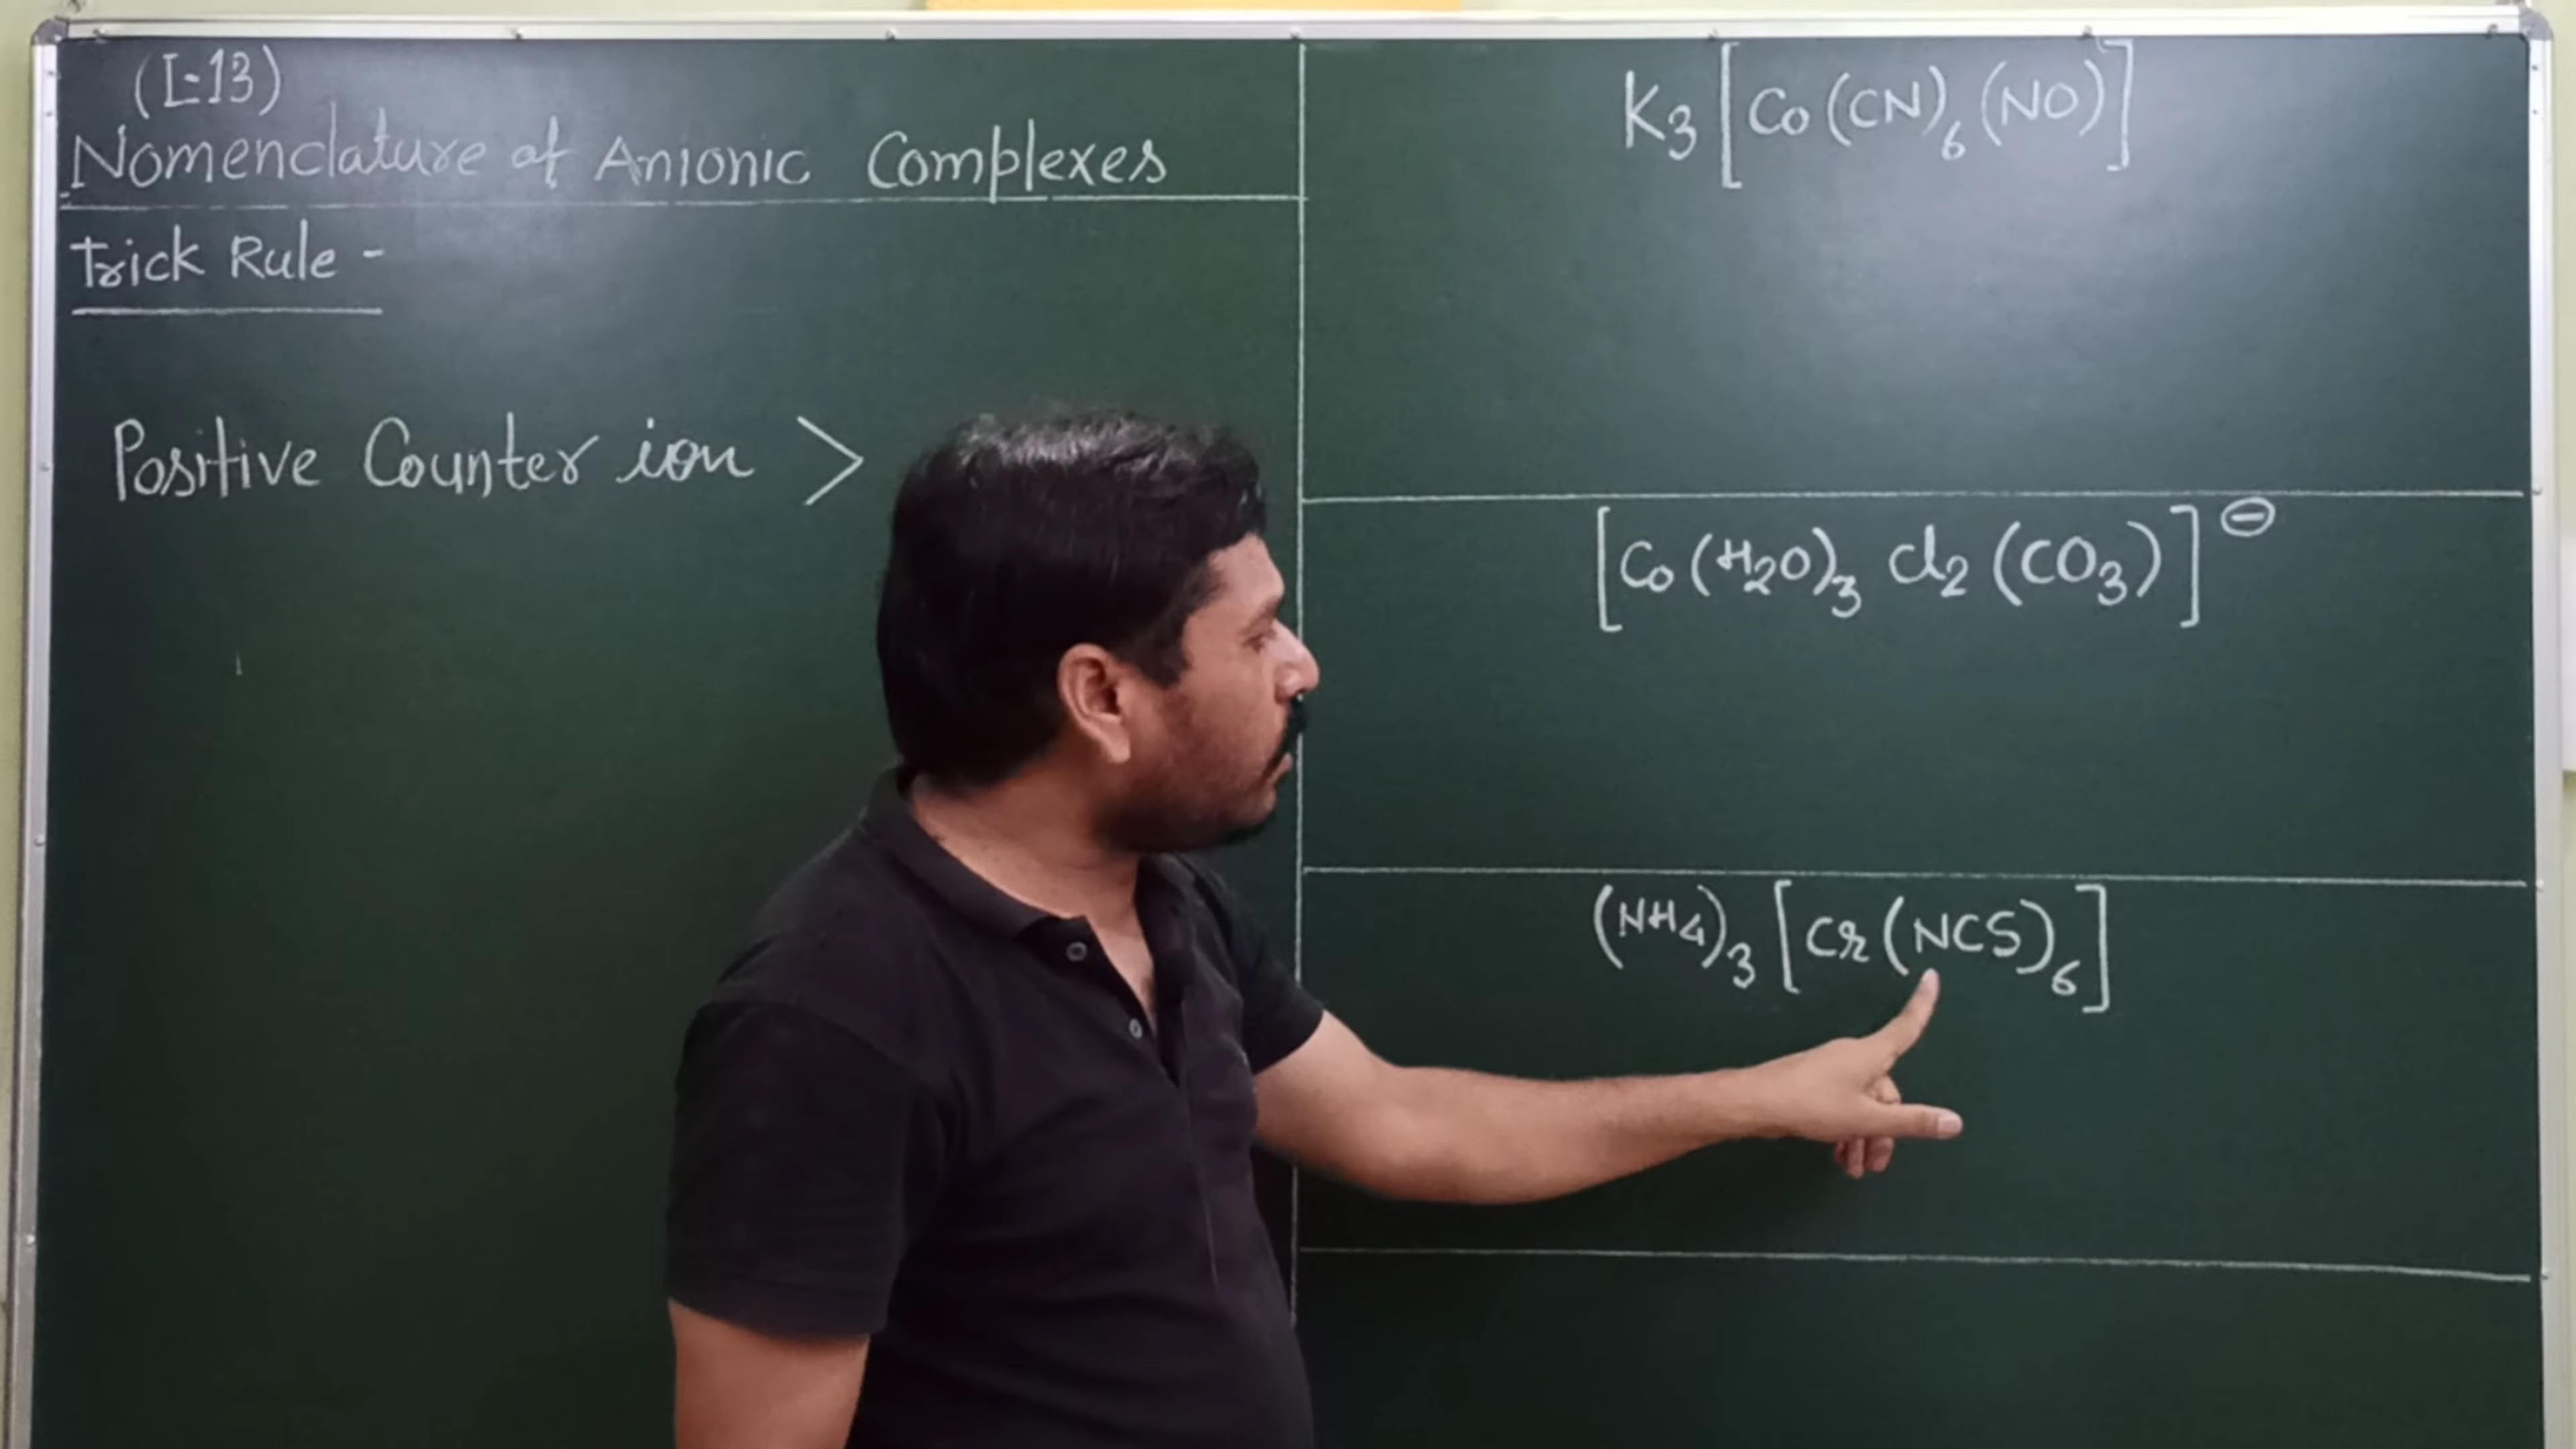 (L-13)
Nomenclature of Anionic Complexes
Trick Rule -
Positive Counter ion >
K₃[Co(CN)₆(NO)]
[Co(H₂O)₃ Cl₂(CO₃)]⊖
(NH₄)₃[Cr(NCS)₆]